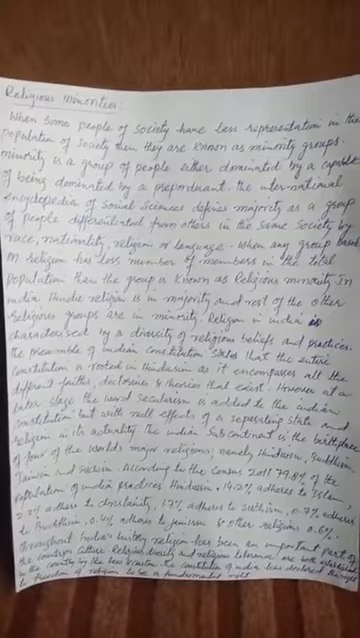 Religious Minorities:
When some people of society have less representation in the
population of society then they are known as minority groups.
minority is a group of people either dominated by a capable
of being dominated by a preponderant. the international
encyclopedia of social sciences defines majority as a group
of people differentiated from others in the same society by
race, nationality, religion or language. when any group based
on religion has less number of members in the total
population then the group is known as Religious minority. In
india Hindu religion is in majority and rest of the other
religious groups are in minority. Religion in india is
characterised by a diversity of religious beliefs and practices.
the preamble of indian constitution states that the entire
constitution is rooted in Hinduism as it encompasses all the
different faiths, & theories that exist. However at a
later stage the word secularism is added to the indian
constitution but with null effects of a seperating state and
religion in its actuality. the indian Subcontinent is the birthplace
of four of the worlds major religions; namely Hinduism, Buddhism,
Jainism and Sikhism. According to the Census 2011 79.8% of the
population of india practices Hinduism. 14.2% adheres to Islam,
adheres to christianity, 1.7% adheres to sikhism, 0.7% adheres
to Buddhism, 0.4% adheres to jainism & other religions 0.6%.
throughout India's history religion has been an important part of
the country's culture. Religious diversity and religious tolerance are both established
in the country by the law & custom. the constitution of india has declared the right
to freedom of religion to be a fundamental right